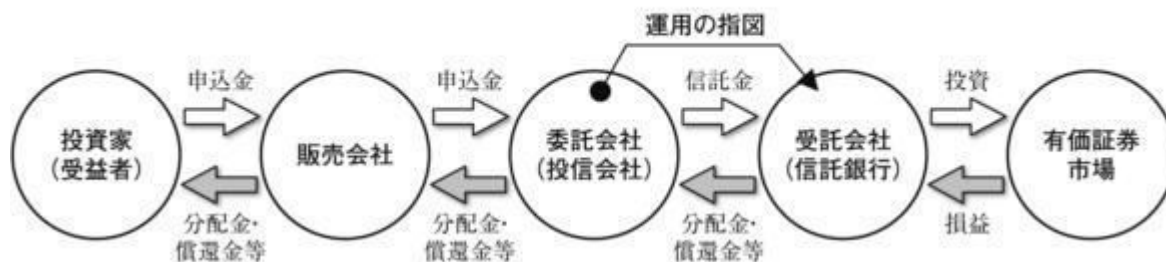 運用の指図
申込金
申込金
信託金
投資
投資家
(受益者)
販売会社
委託会社
(投信会社)
受託会社
(信託銀行)
有価証券
市場
分配金・
償還金等
分配金・
償還金等
分配金・
償還金等
損益